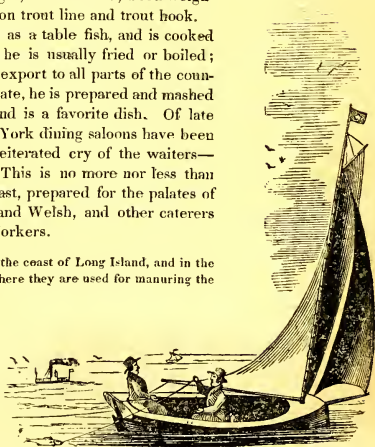 on trout line and trout hook.
as a table fish, and is cooked
he is usually fried or boiled;
export to all parts of the coun-
ate, he is prepared and mashed
nd is a favorite dish. Of late
York dining saloons have been
eiterated cry of the waiters—
This is no more nor less than
ast, prepared for the palates of
and Welsh, and other caterers
orkers.
the coast of Long Island, and in the
here they are used for manuring the